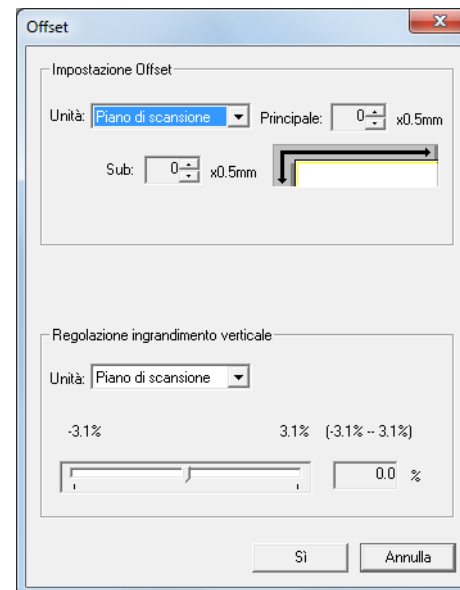 Offset
Impostazione Offset
Unità: Piano di scansione Principale: 0 x0.5mm
Sub: 0 x0.5mm
Regolazione ingrandimento verticale
Unità: Piano di scansione
-3.1% 3.1% (-3.1% -- 3.1%)
0.0 %
Sì Annulla